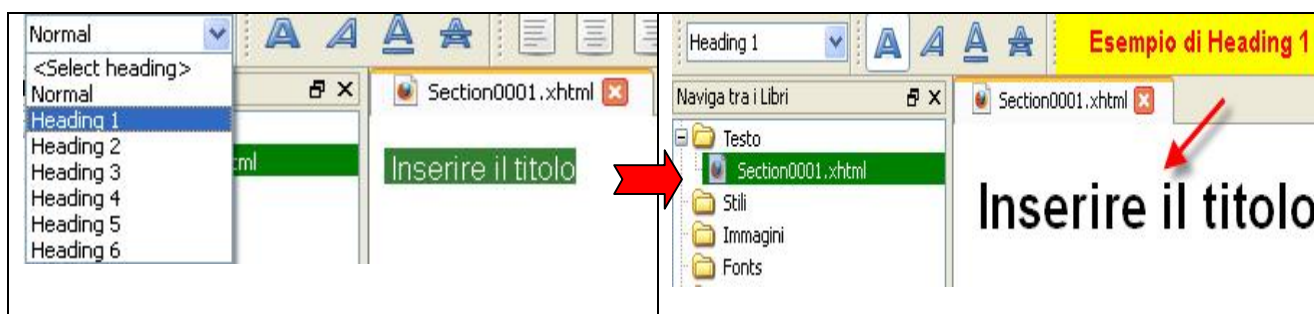 Normal
A A A A
<Select heading>
Normal
Heading 1
Heading 2
Heading 3
Heading 4
Heading 5
Heading 6
Section0001.xhtml
ml
Inserire il titolo
Heading 1
A A A A
Esempio di Heading 1
Naviga tra i Libri
Section0001.xhtml
Testo
Section0001.xhtml
Stili
Immagini
Fonts
Inserire il titolo